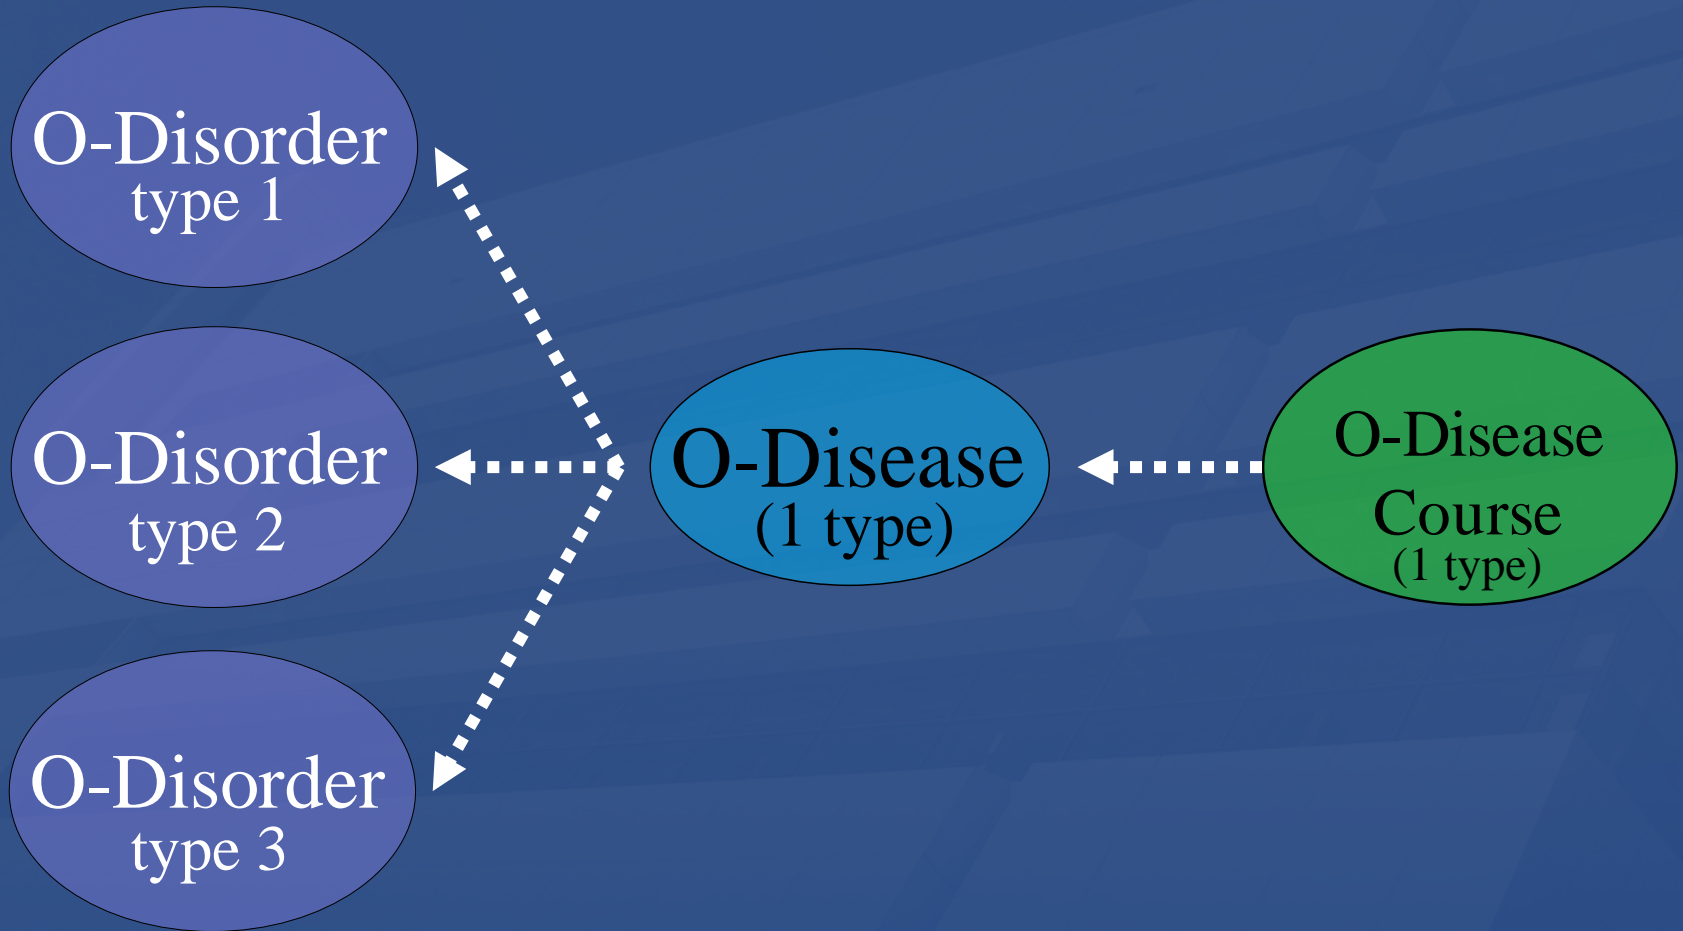 O-Disorder
type 1
O-Disorder
type 2
O-Disorder
type 3
O-Disease
(1 type)
O-Disease
Course
(1 type)